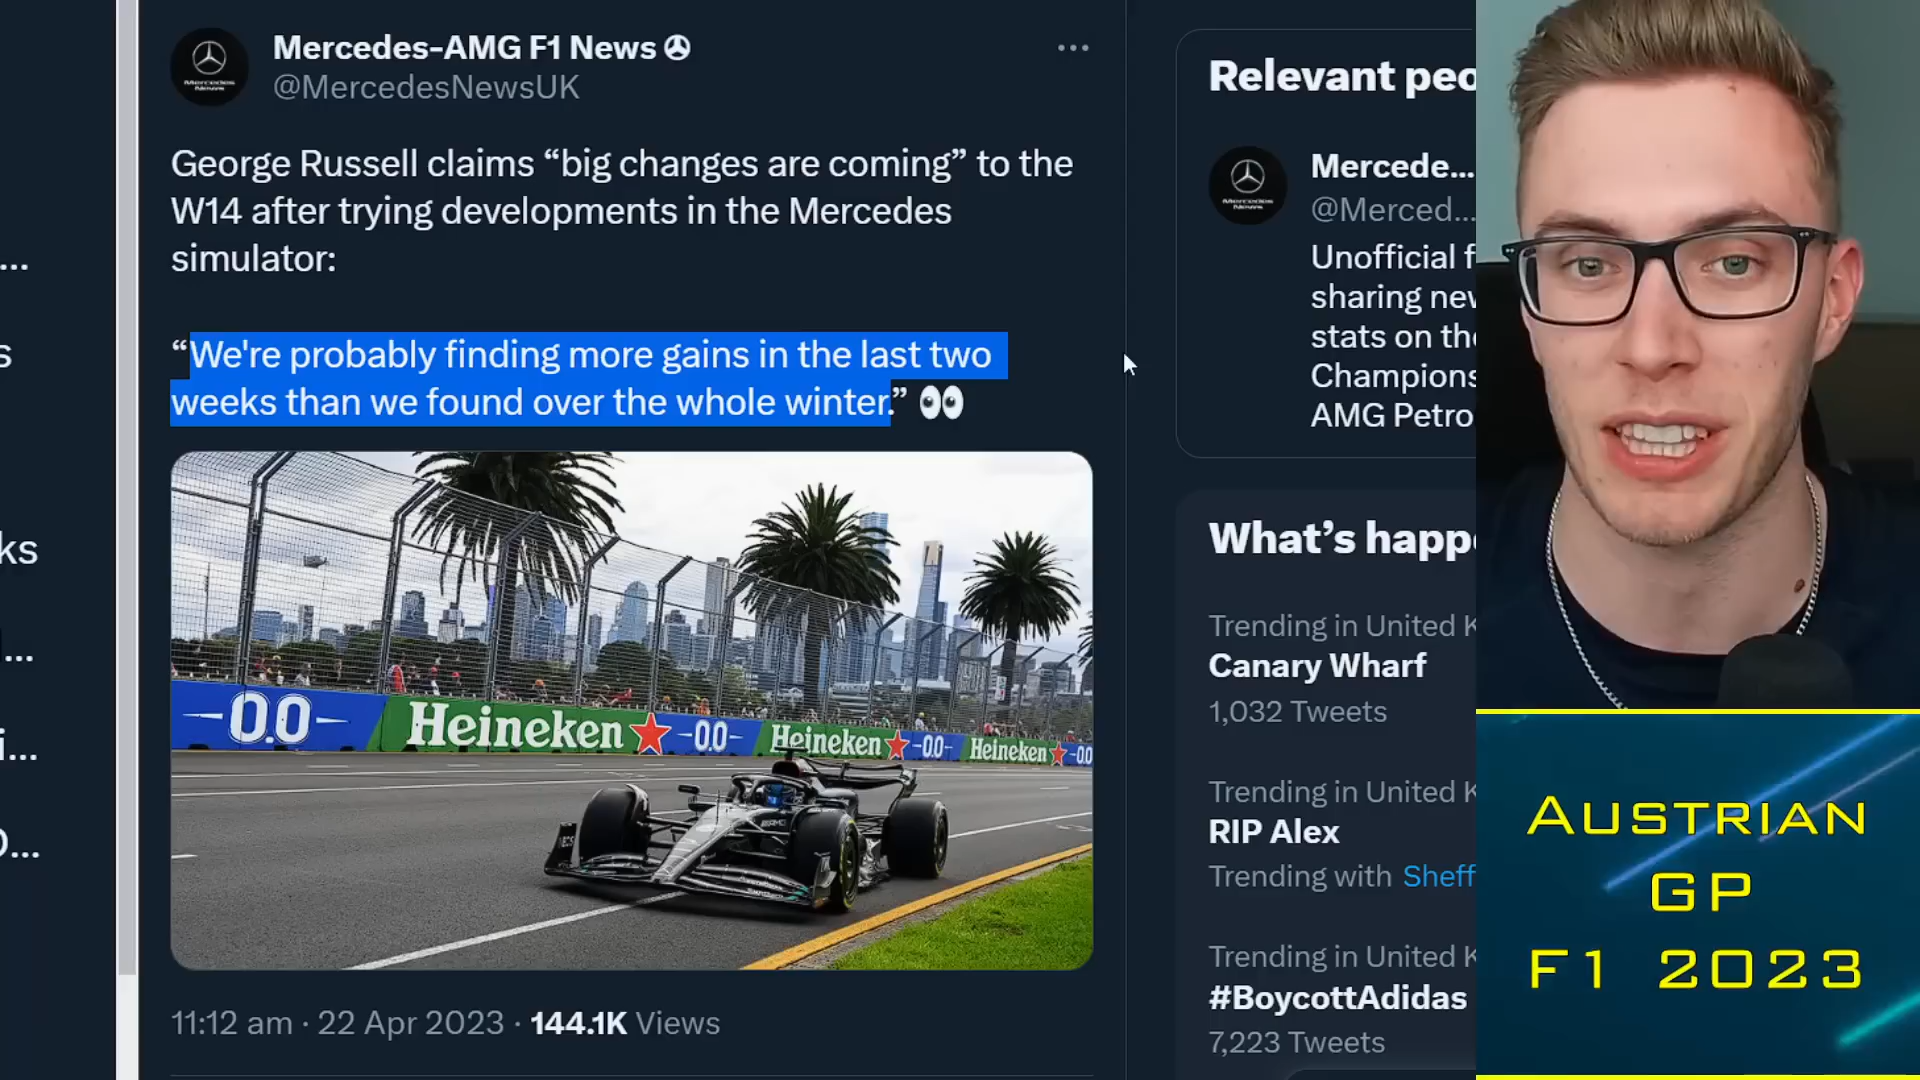 Mercedes-AMG F1 News
@MercedesNewsUK
George Russell claims “big changes are coming” to the
W14 after trying developments in the Mercedes
simulator:
“We're probably finding more gains in the last two
weeks than we found over the whole winter.” 👀
0.0
Heineken
0.0
Heineken
0.0
Heineken
0.0
11:12 am · 22 Apr 2023 · 144.1K Views
...
s
...
ks
...
i...
...
Relevant peo
Mercede...
@Merced...
Unofficial f
sharing new
stats on the
Champions
AMG Petro
What’s happe
Trending in United K
Canary Wharf
1,032 Tweets
Trending in United K
RIP Alex
Trending with Sheff
Trending in United K
#BoycottAdidas
7,223 Tweets
AUSTRIAN
GP
F1 2023